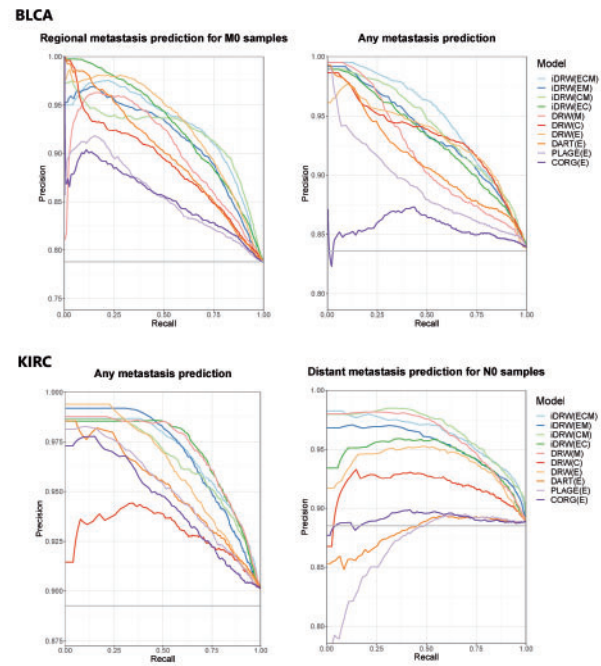 BLCA
Regional metastasis prediction for M0 samples
Any metastasis prediction
1.00
0.95
0.90
0.85
0.80
0.75
Precision
0.00
0.25
0.50
0.75
1.00
Recall
1.00
0.95
0.90
0.85
0.80
Precision
0.00
0.25
0.50
0.75
1.00
Recall
Model
iDRW(ECM)
iDRW(EM)
iDRW(CM)
iDRW(EC)
DRW(M)
DRW(C)
DRW(E)
DART(E)
PLAGE(E)
CORG(E)
KIRC
Any metastasis prediction
Distant metastasis prediction for N0 samples
1.000
0.975
0.950
0.925
0.900
0.875
Precision
0.00
0.25
0.50
0.75
1.00
Recall
1.00
0.95
0.90
0.85
0.80
Precision
0.00
0.25
0.50
0.75
1.00
Recall
Model
iDRW(ECM)
iDRW(EM)
iDRW(CM)
iDRW(EC)
DRW(M)
DRW(C)
DRW(E)
DART(E)
PLAGE(E)
CORG(E)